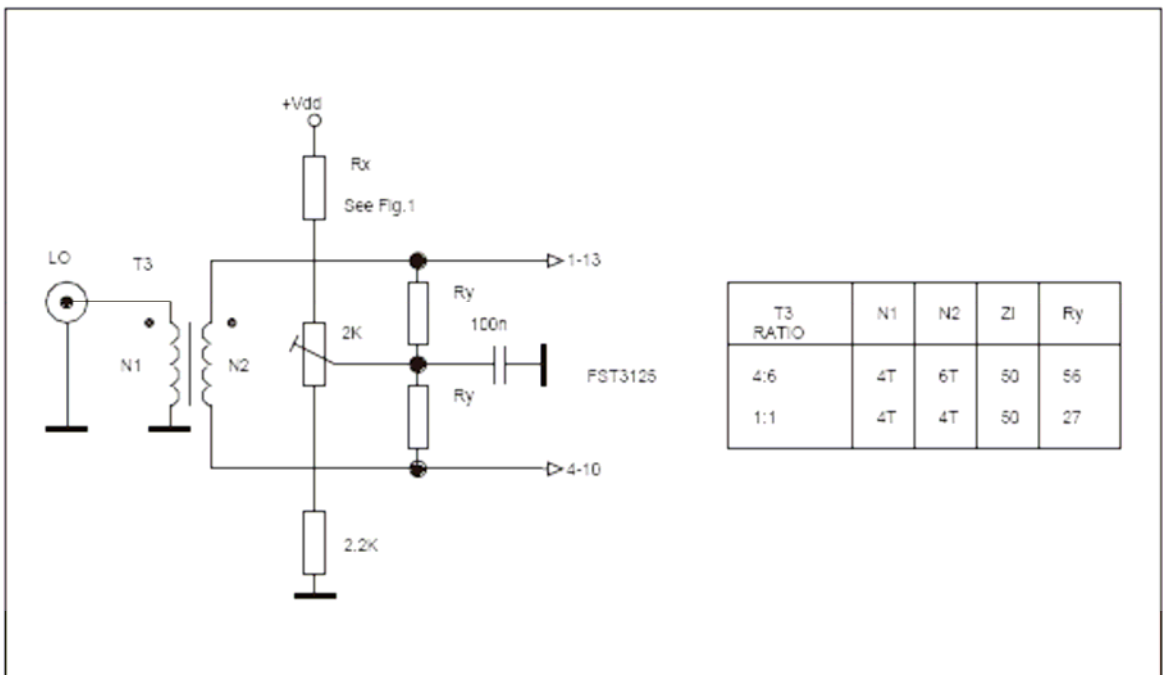 +Vdd
Rx
See Fig.1
LO
T3
1-13
Ry
100n
2K
N1
N2
FST3125
Ry
4-10
2.2K
T3 RATIO N1 N2 ZI Ry
4:6 4T 6T 50 56
1:1 4T 4T 50 27